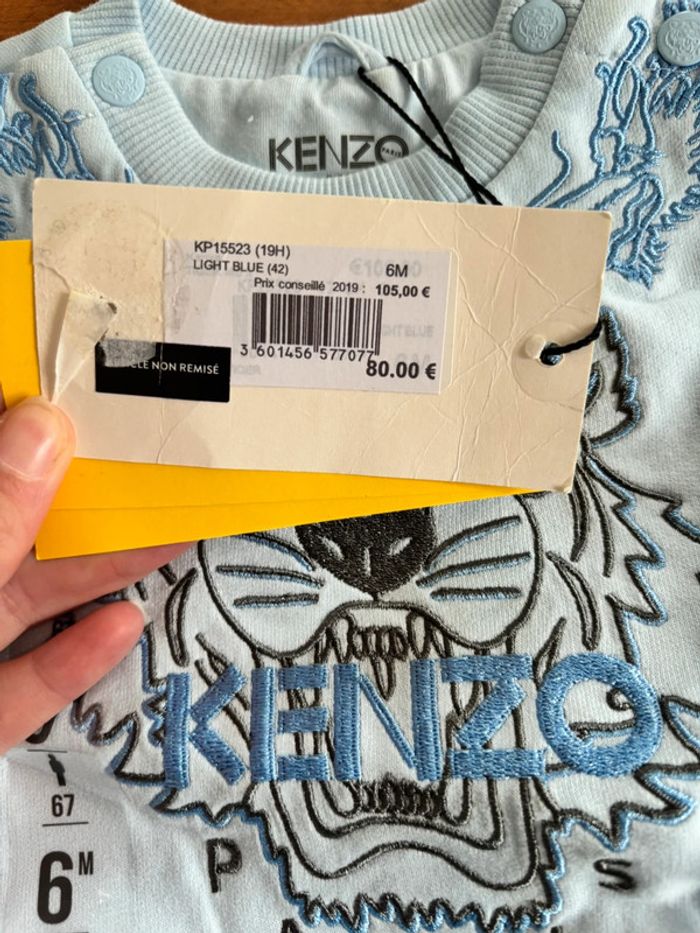 KENZO
PARIS
KP15523 (19H)
LIGHT BLUE (42)
6M
Prix conseillé 2019 : 105,00 €
3 601456 577077
80.00 €
NON REMISÉ
KENZO
67
6M
P
S